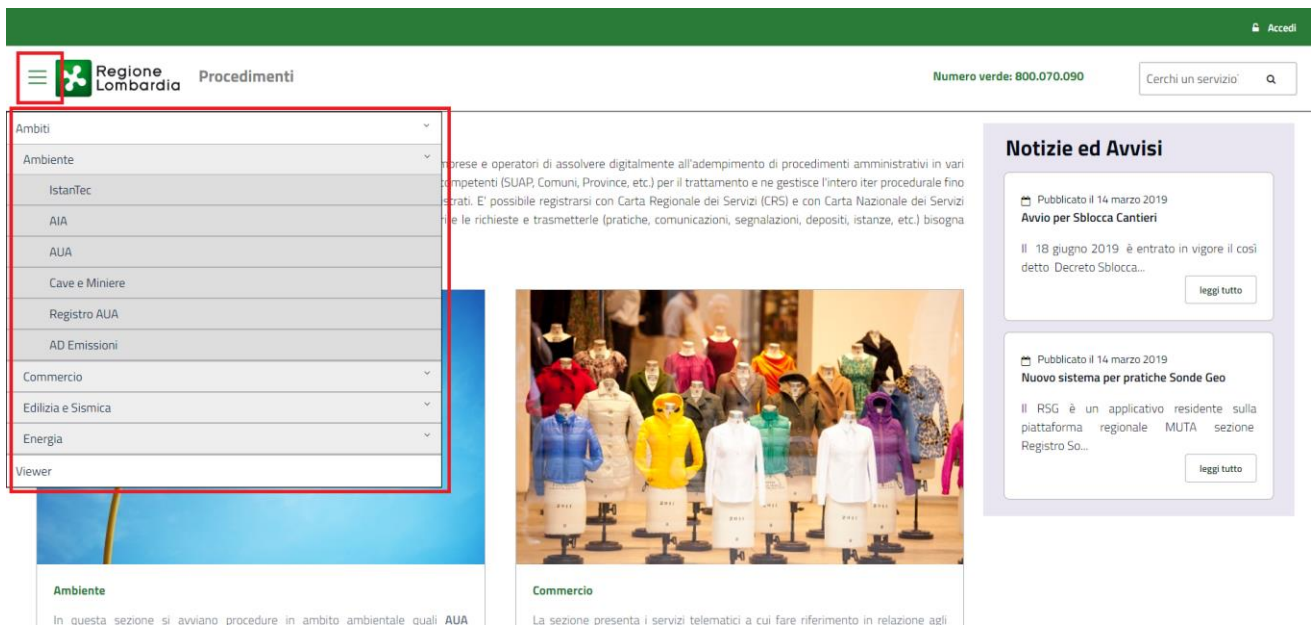 Accedi
Regione
Lombardia
Procedimenti
Numero verde: 800.070.090
Cerchi un servizio
Ambiti
Ambiente
IstanTec
AIA
AUA
Cave e Miniere
Registro AUA
AD Emissioni
Commercio
Edilizia e Sismica
Energia
Viewer
imprese e operatori di assolvere digitalmente all'adempimento di procedimenti amministrativi in vari
competenti (SUAP, Comuni, Province, etc.) per il trattamento e ne gestisce l'intero iter procedurale fino
E' possibile registrarsi con Carta Regionale dei Servizi (CRS) e con Carta Nazionale dei Servizi
e le richieste e trasmetterle (pratiche, comunicazioni, segnalazioni, depositi, istanze, etc.) bisogna
Notizie ed Avvisi
Pubblicato il 14 marzo 2019
Avvio per Sblocca Cantieri
Il 18 giugno 2019 è entrato in vigore il così
detto Decreto Sblocca...
leggi tutto
Pubblicato il 14 marzo 2019
Nuovo sistema per pratiche Sonde Geo
Il RSG è un applicativo residente sulla
piattaforma regionale MUTA sezione
Registro So...
leggi tutto
Ambiente
In questa sezione si avviano procedure in ambito ambientale quali AUA
Commercio
La sezione presenta i servizi telematici a cui fare riferimento in relazione agli